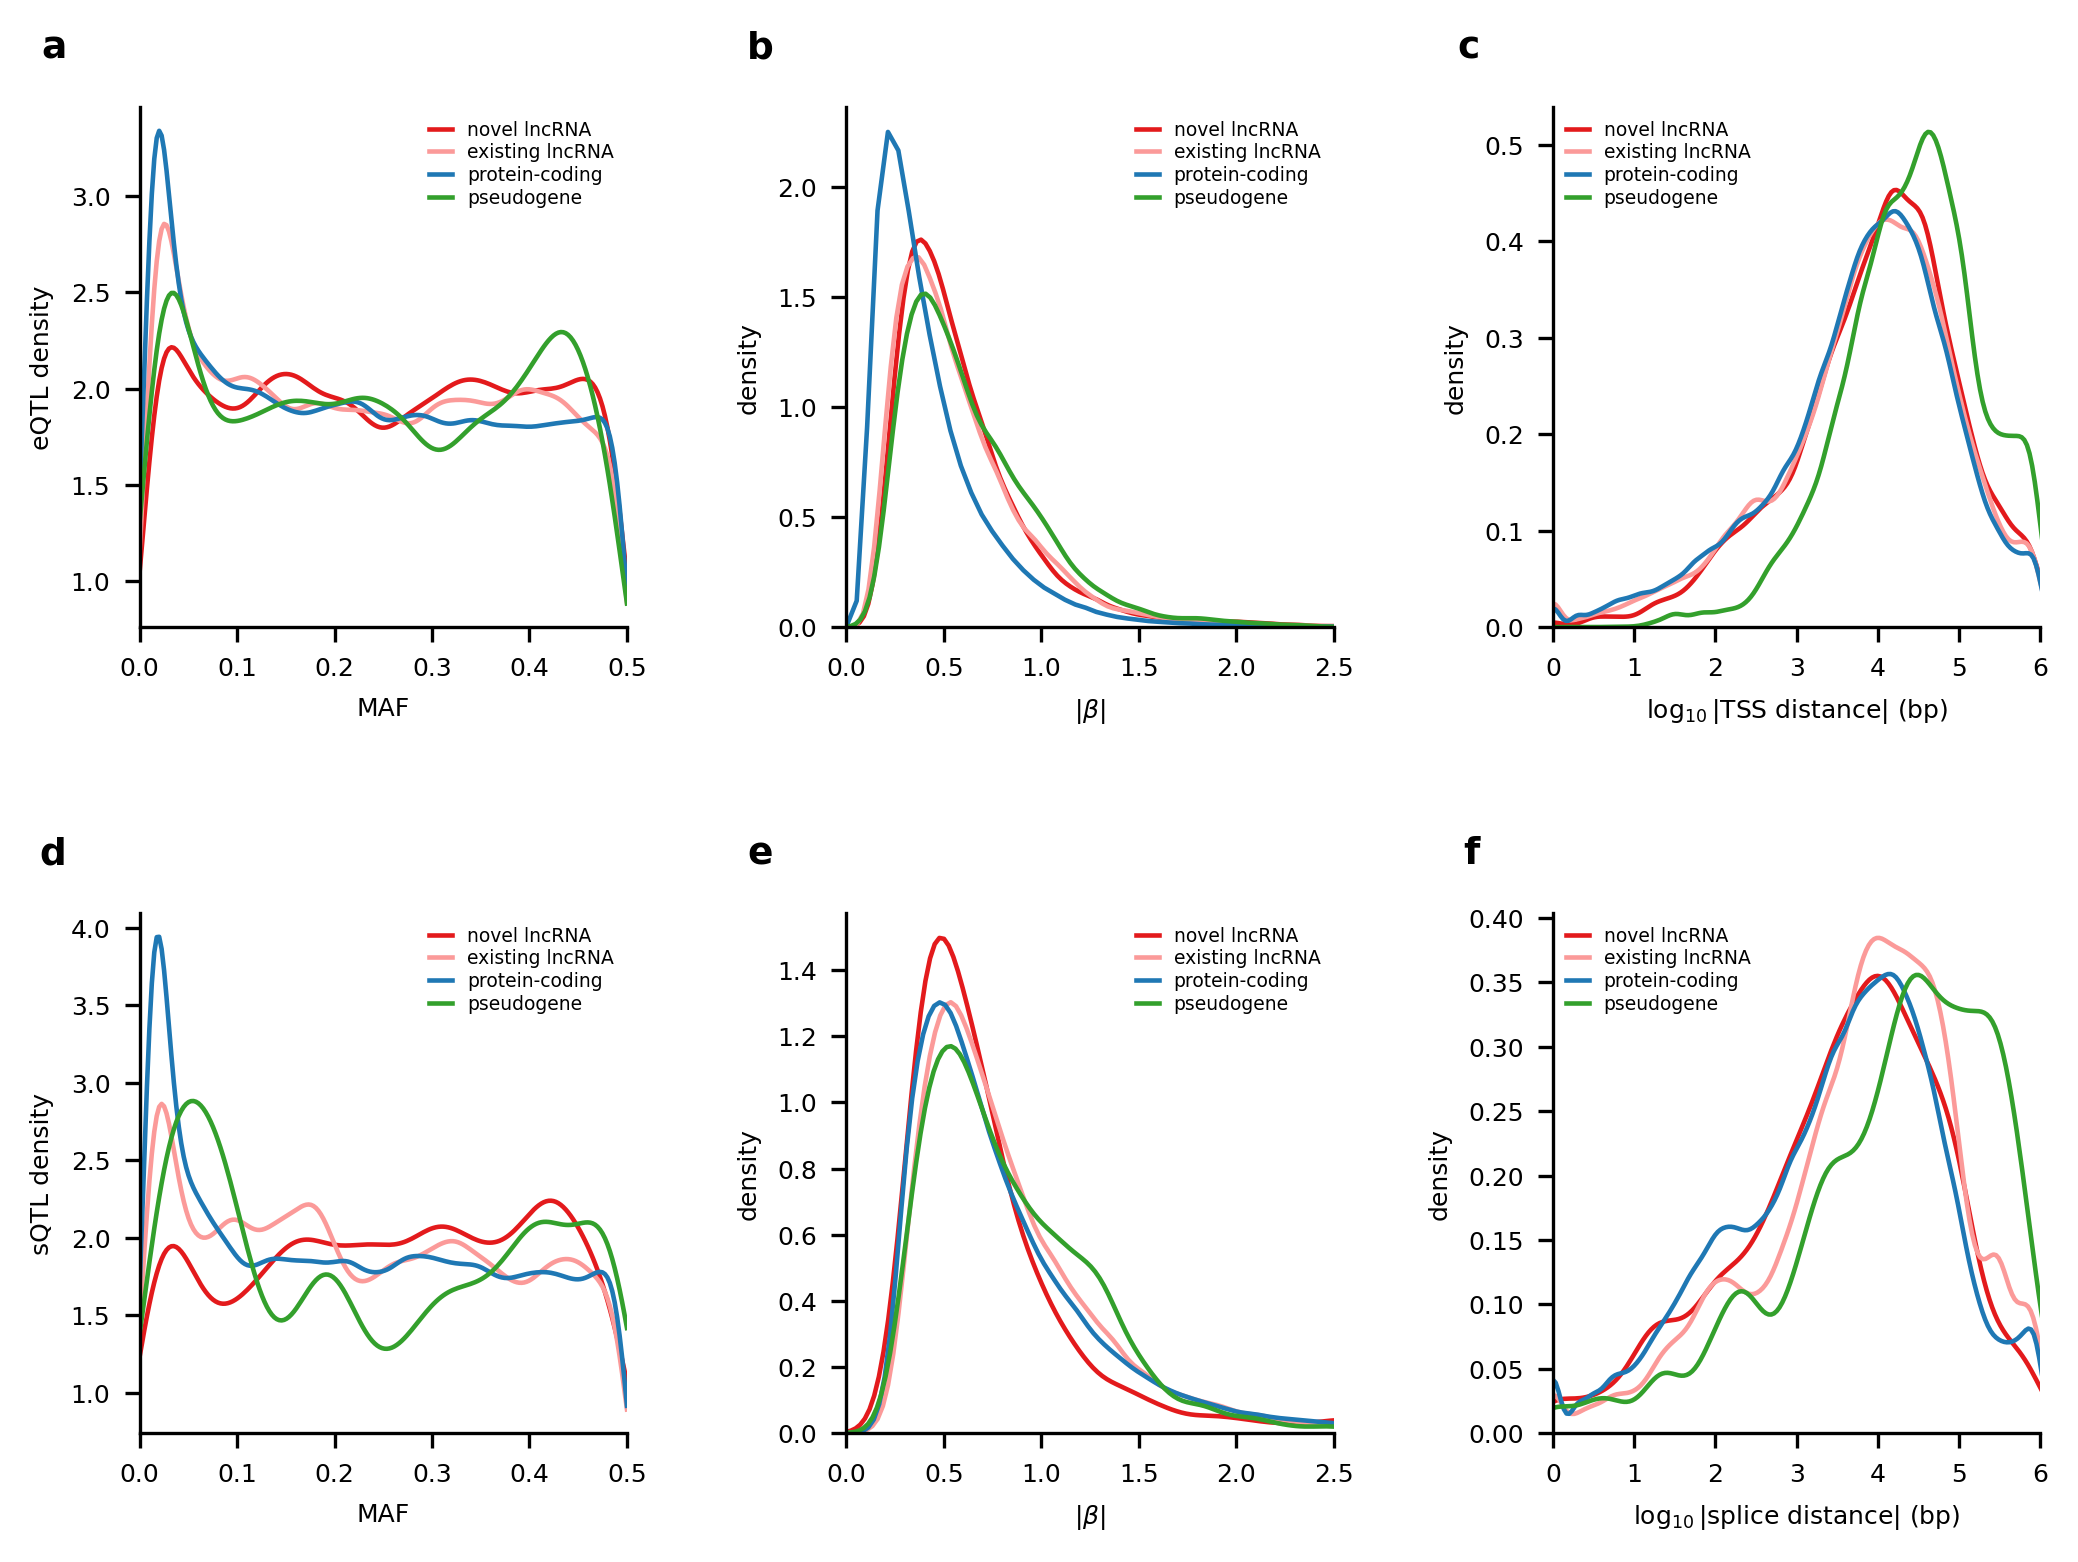 a
novel lncRNA
existing lncRNA
protein-coding
pseudogene
3.0
2.5
2.0
1.5
1.0
eQTL density
0.0 0.1 0.2 0.3 0.4 0.5
MAF
b
novel lncRNA
existing lncRNA
protein-coding
pseudogene
2.0
1.5
1.0
0.5
0.0
density
0.0 0.5 1.0 1.5 2.0 2.5
|β|
c
novel lncRNA
existing lncRNA
protein-coding
pseudogene
0.5
0.4
0.3
0.2
0.1
0.0
density
0 1 2 3 4 5 6
log₁₀|TSS distance| (bp)
d
novel lncRNA
existing lncRNA
protein-coding
pseudogene
4.0
3.5
3.0
2.5
2.0
1.5
1.0
sQTL density
0.0 0.1 0.2 0.3 0.4 0.5
MAF
e
novel lncRNA
existing lncRNA
protein-coding
pseudogene
1.4
1.2
1.0
0.8
0.6
0.4
0.2
0.0
density
0.0 0.5 1.0 1.5 2.0 2.5
|β|
f
novel lncRNA
existing lncRNA
protein-coding
pseudogene
0.40
0.35
0.30
0.25
0.20
0.15
0.10
0.05
0.00
density
0 1 2 3 4 5 6
log₁₀|splice distance| (bp)